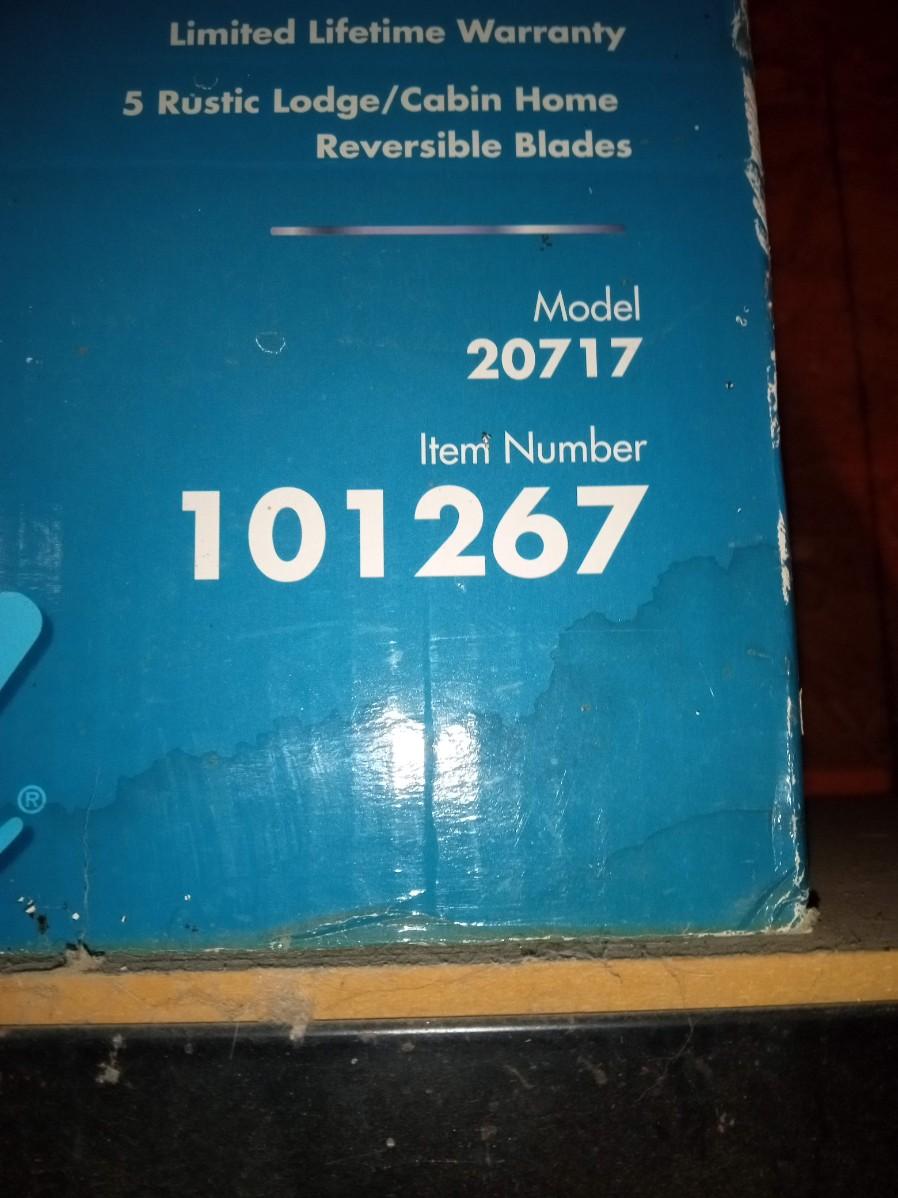 Limited Lifetime Warranty
5 Rustic Lodge/Cabin Home
Reversible Blades
Model
20717
Item Number
101267
®